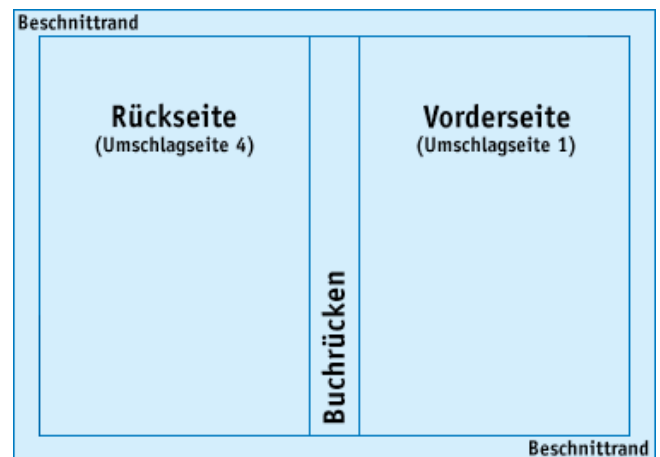 Beschnittrand
Rückseite
(Umschlagseite 4)
Vorderseite
(Umschlagseite 1)
Buchrücken
Beschnittrand